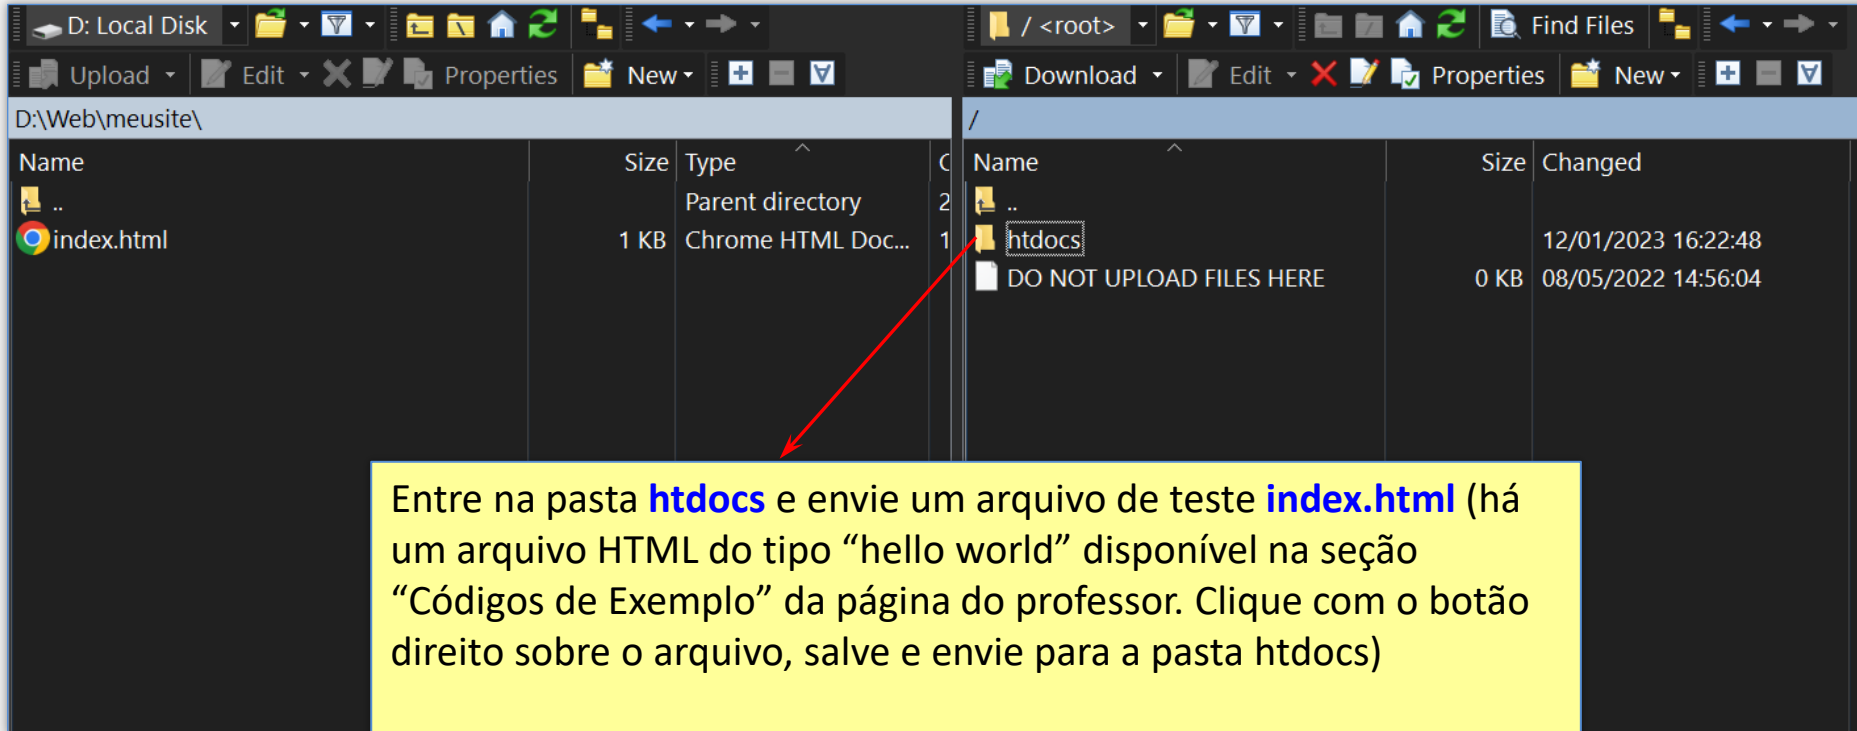 D: Local Disk
/ <root>
Find Files
Upload
Edit
Properties
New
Download
Edit
Properties
New
D:\Web\meusite\
/
Name
Size
Type
C
Name
Size
Changed
..
Parent directory
2
..
index.html
1 KB
Chrome HTML Doc...
1
htdocs
12/01/2023 16:22:48
DO NOT UPLOAD FILES HERE
0 KB
08/05/2022 14:56:04
Entre na pasta htdocs e envie um arquivo de teste index.html (há
um arquivo HTML do tipo “hello world” disponível na seção
“Códigos de Exemplo” da página do professor. Clique com o botão
direito sobre o arquivo, salve e envie para a pasta htdocs)